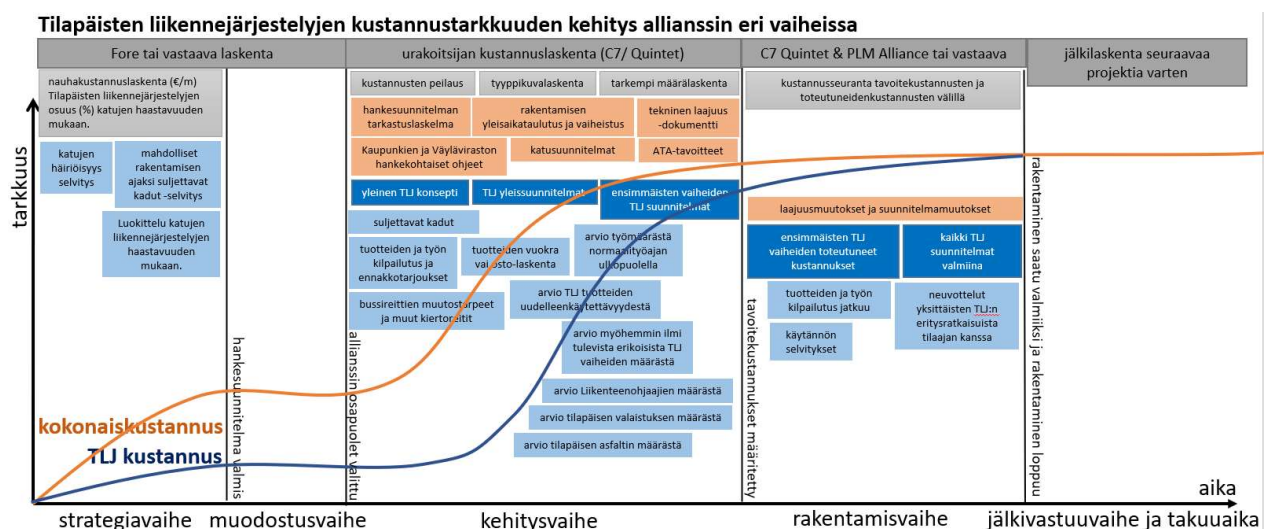 Tilapäisten liikennejärjestelyjen kustannustarkkuuden kehitys allianssin eri vaiheissa
Fore tai vastaava laskenta
urakoitsijan kustannuslaskenta (C7/ Quintet)
C7 Quintet & PLM Alliance tai vastaava
jälkilaskenta seuraavaa
projektia varten
nauhakustannuslaskenta (€/m)
Tilapäisten liikennejärjestelyjen
osuus (%) katujen haastavuuden
mukaan.
katujen
häiriöisyys
selvitys
mahdolliset
rakentamisen
ajaksi suljettavat
kadut -selvitys
Luokittelu katujen
liikennejärjestelyjen
haastavuuden
mukaan.
kustannusten peilaus
tyyppikuvalaskenta
tarkempi määrälaskenta
hankesuunnitelman
tarkastuslaskelma
rakentamisen
yleisaikataulutus ja vaiheistus
tekninen laajuus
-dokumentti
Kaupunkien ja Väyläviraston
hankekohtaiset ohjeet
katusuunnitelmat
ATA-tavoitteet
yleinen TLJ konsepti
TLJ yleissuunnitelmat
ensimmäisten vaiheiden
TLJ suunnitelmat
suljettavat kadut
tuotteiden ja työn
kilpailutus ja
ennakkotarjoukset
tuotteiden vuokra
vai osto-laskenta
arvio työmäärästä
normaalityöajan
ulkopuolella
bussireittien muutostarpeet
ja muut kiertoreitit
arvio TLJ tuotteiden
uudelleenkäytettävyydestä
arvio myöhemmin ilmi
tulevista erikoisista TLJ
vaiheiden määrästä
arvio Liikenteenohjaajien määrästä
arvio tilapäisen valaistuksen määrästä
arvio tilapäisen asfaltin määrästä
kustannusseuranta tavoitekustannusten ja
toteutuneidenkustannusten välillä
laajuusmuutokset ja suunnitelmamuutokset
ensimmäisten TLJ
vaiheiden toteutuneet
kustannukset
kaikki TLJ
suunnitelmat
valmiina
tuotteiden ja työn
kilpailutus jatkuu
käytännön
selvitykset
neuvottelut
yksittäisten TLJ:n
eritysratkaisuista
tilaajan kanssa
tarkkuus
kokonaiskustannus
TLJ kustannus
hankesuunnitelma valmis
allianssin osapuolet valittu
tavoitekustannukset määritetty
rakentaminen saatu valmiiksi ja rakentaminen loppuu
aika
strategiavaihe
muodostusvaihe
kehitysvaihe
rakentamisvaihe
jälkivastuuvaihe ja takuuaika